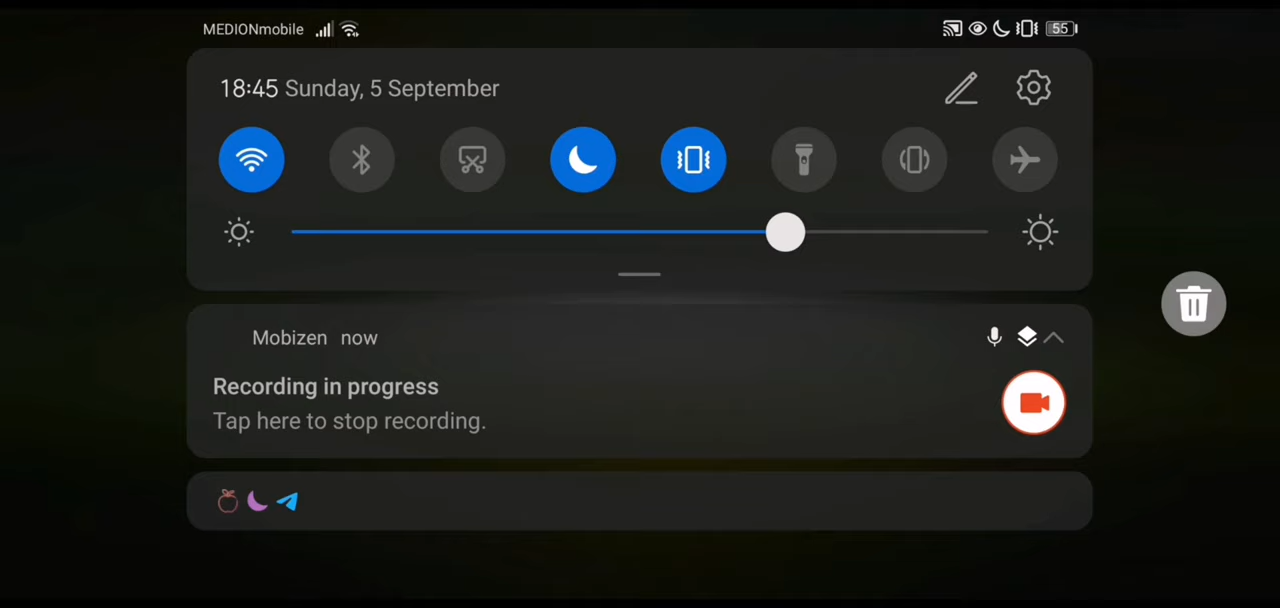 MEDIONmobile
55
18:45 Sunday, 5 September
Mobizen now
Recording in progress
Tap here to stop recording.